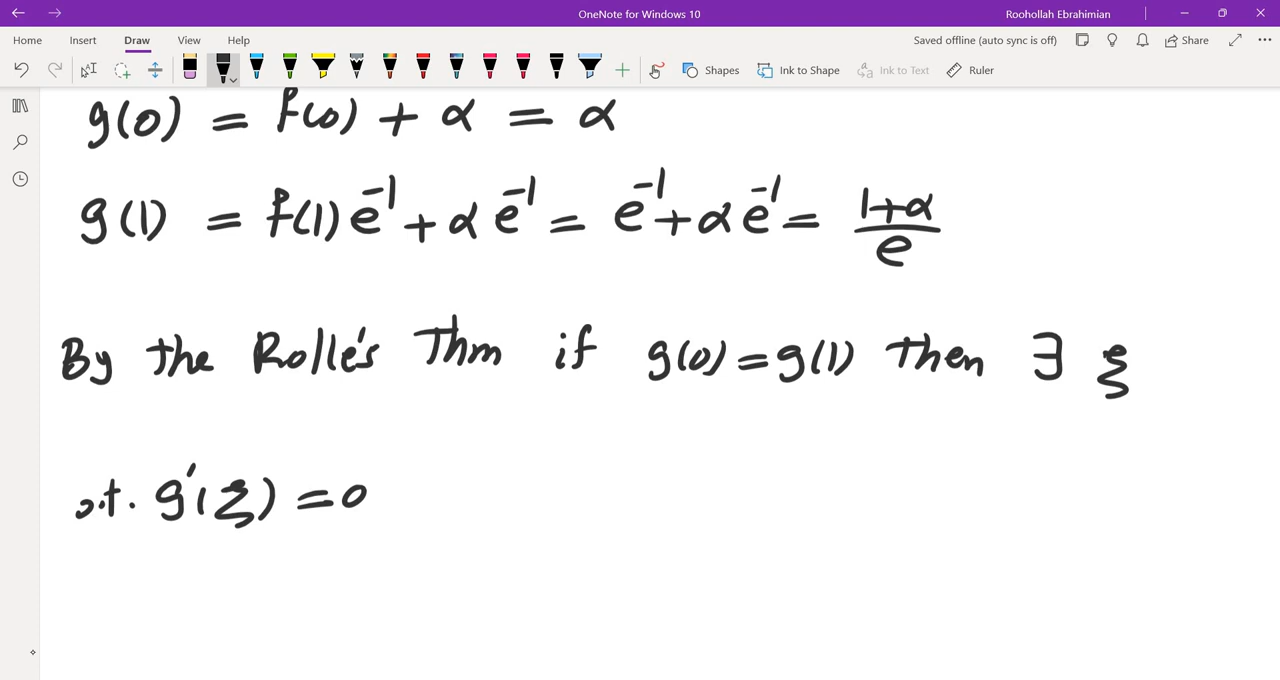 OneNote for Windows 10
Roohollah Ebrahimian
Home Insert Draw View Help
Saved offline (auto sync is off)
Share
Shapes
Ink to Shape
Ink to Text
Ruler
g(0) = f(0) + α = α
g(1) = f(1)e⁻¹ + αe⁻¹ = e⁻¹ + αe⁻¹ = (1+α)/e
By the Rolle's Thm if g(0)=g(1) then ∃ ξ
s.t. g'(ξ) = 0